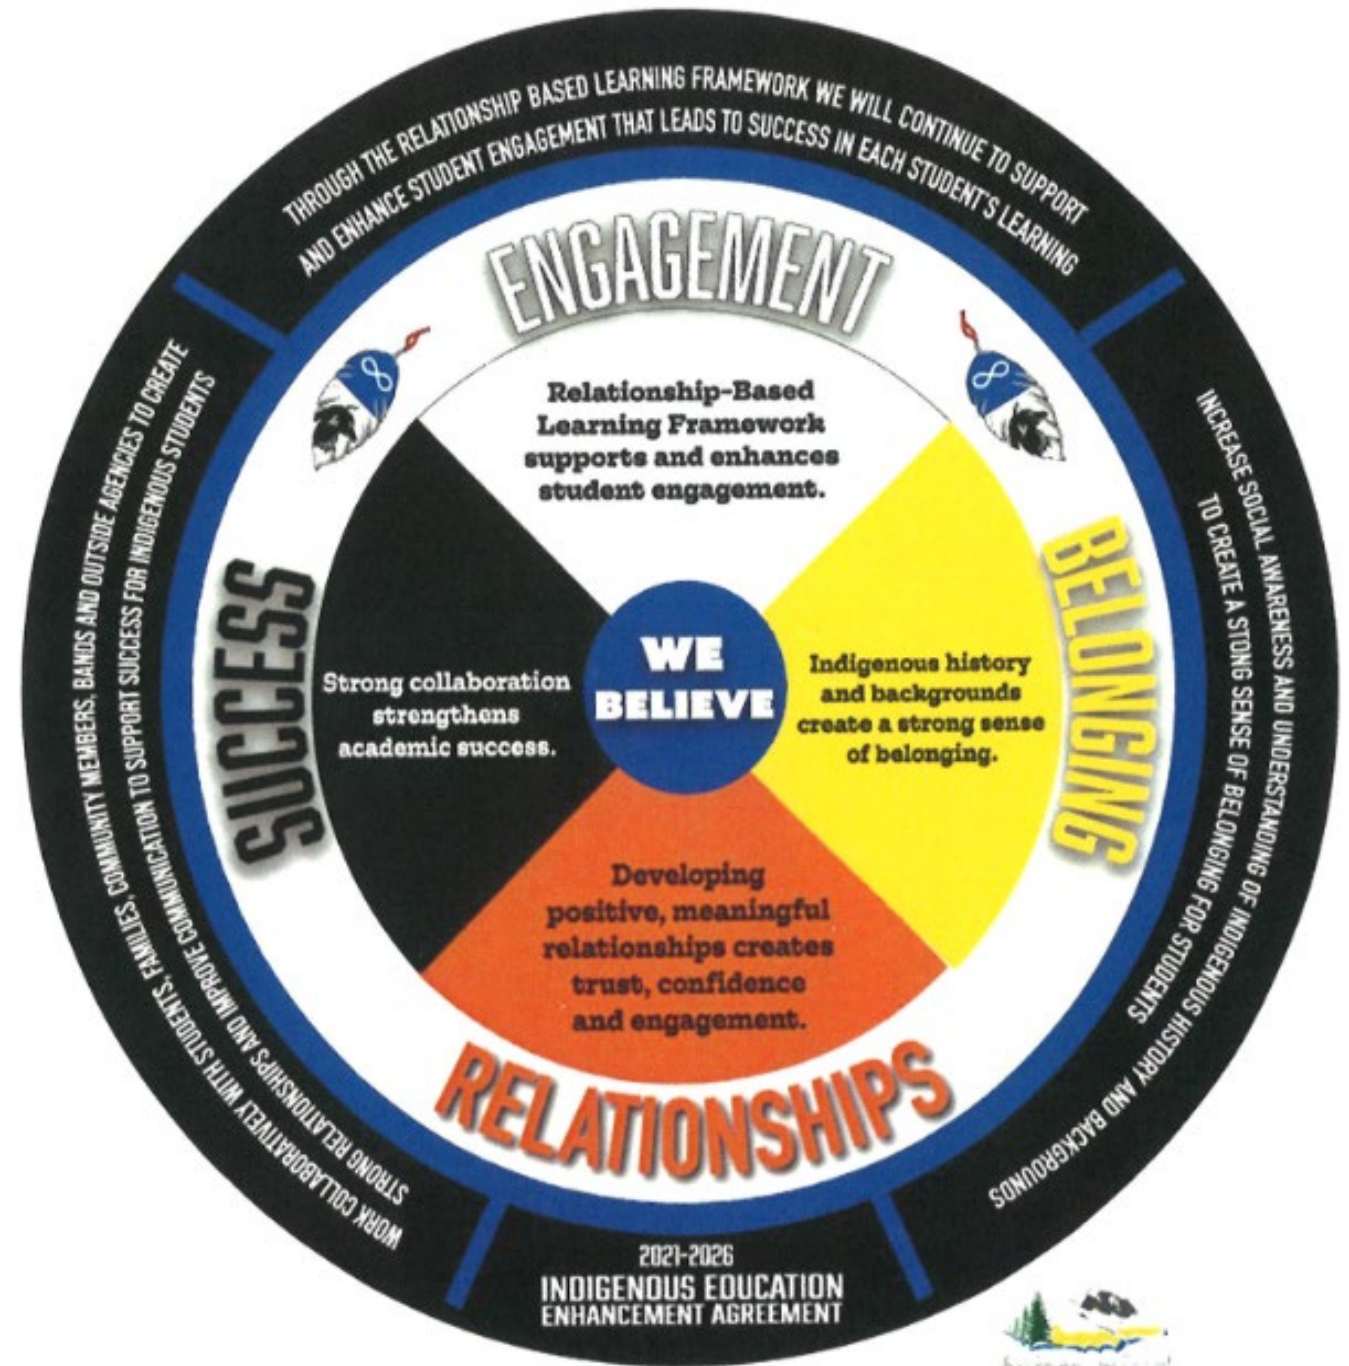 THROUGH THE RELATIONSHIP BASED LEARNING FRAMEWORK WE WILL CONTINUE TO SUPPORT
AND ENHANCE STUDENT ENGAGEMENT THAT LEADS TO SUCCESS IN EACH STUDENT'S LEARNING
ENGAGEMENT
Relationship-Based
Learning Framework
supports and enhances
student engagement.
INCREASE SOCIAL AWARENESS AND UNDERSTANDING OF INDIGENOUS HISTORY AND BACKGROUNDS
TO CREATE A STONG SENSE OF BELONGING FOR STUDENTS
BELONGING
Indigenous history
and backgrounds
create a strong sense
of belonging.
WE
BELIEVE
Developing
positive, meaningful
relationships creates
trust, confidence
and engagement.
RELATIONSHIPS
Strong collaboration
strengthens
academic success.
SUCCESS
WORK COLLABORATIVELY WITH STUDENTS, FAMILIES, COMMUNITY MEMBERS, BANDS AND OUTSIDE AGENCIES TO CREATE
STRONG RELATIONSHIPS AND IMPROVE COMMUNICATION TO SUPPORT SUCCESS FOR INDIGENOUS STUDENTS
2021-2026
INDIGENOUS EDUCATION
ENHANCEMENT AGREEMENT